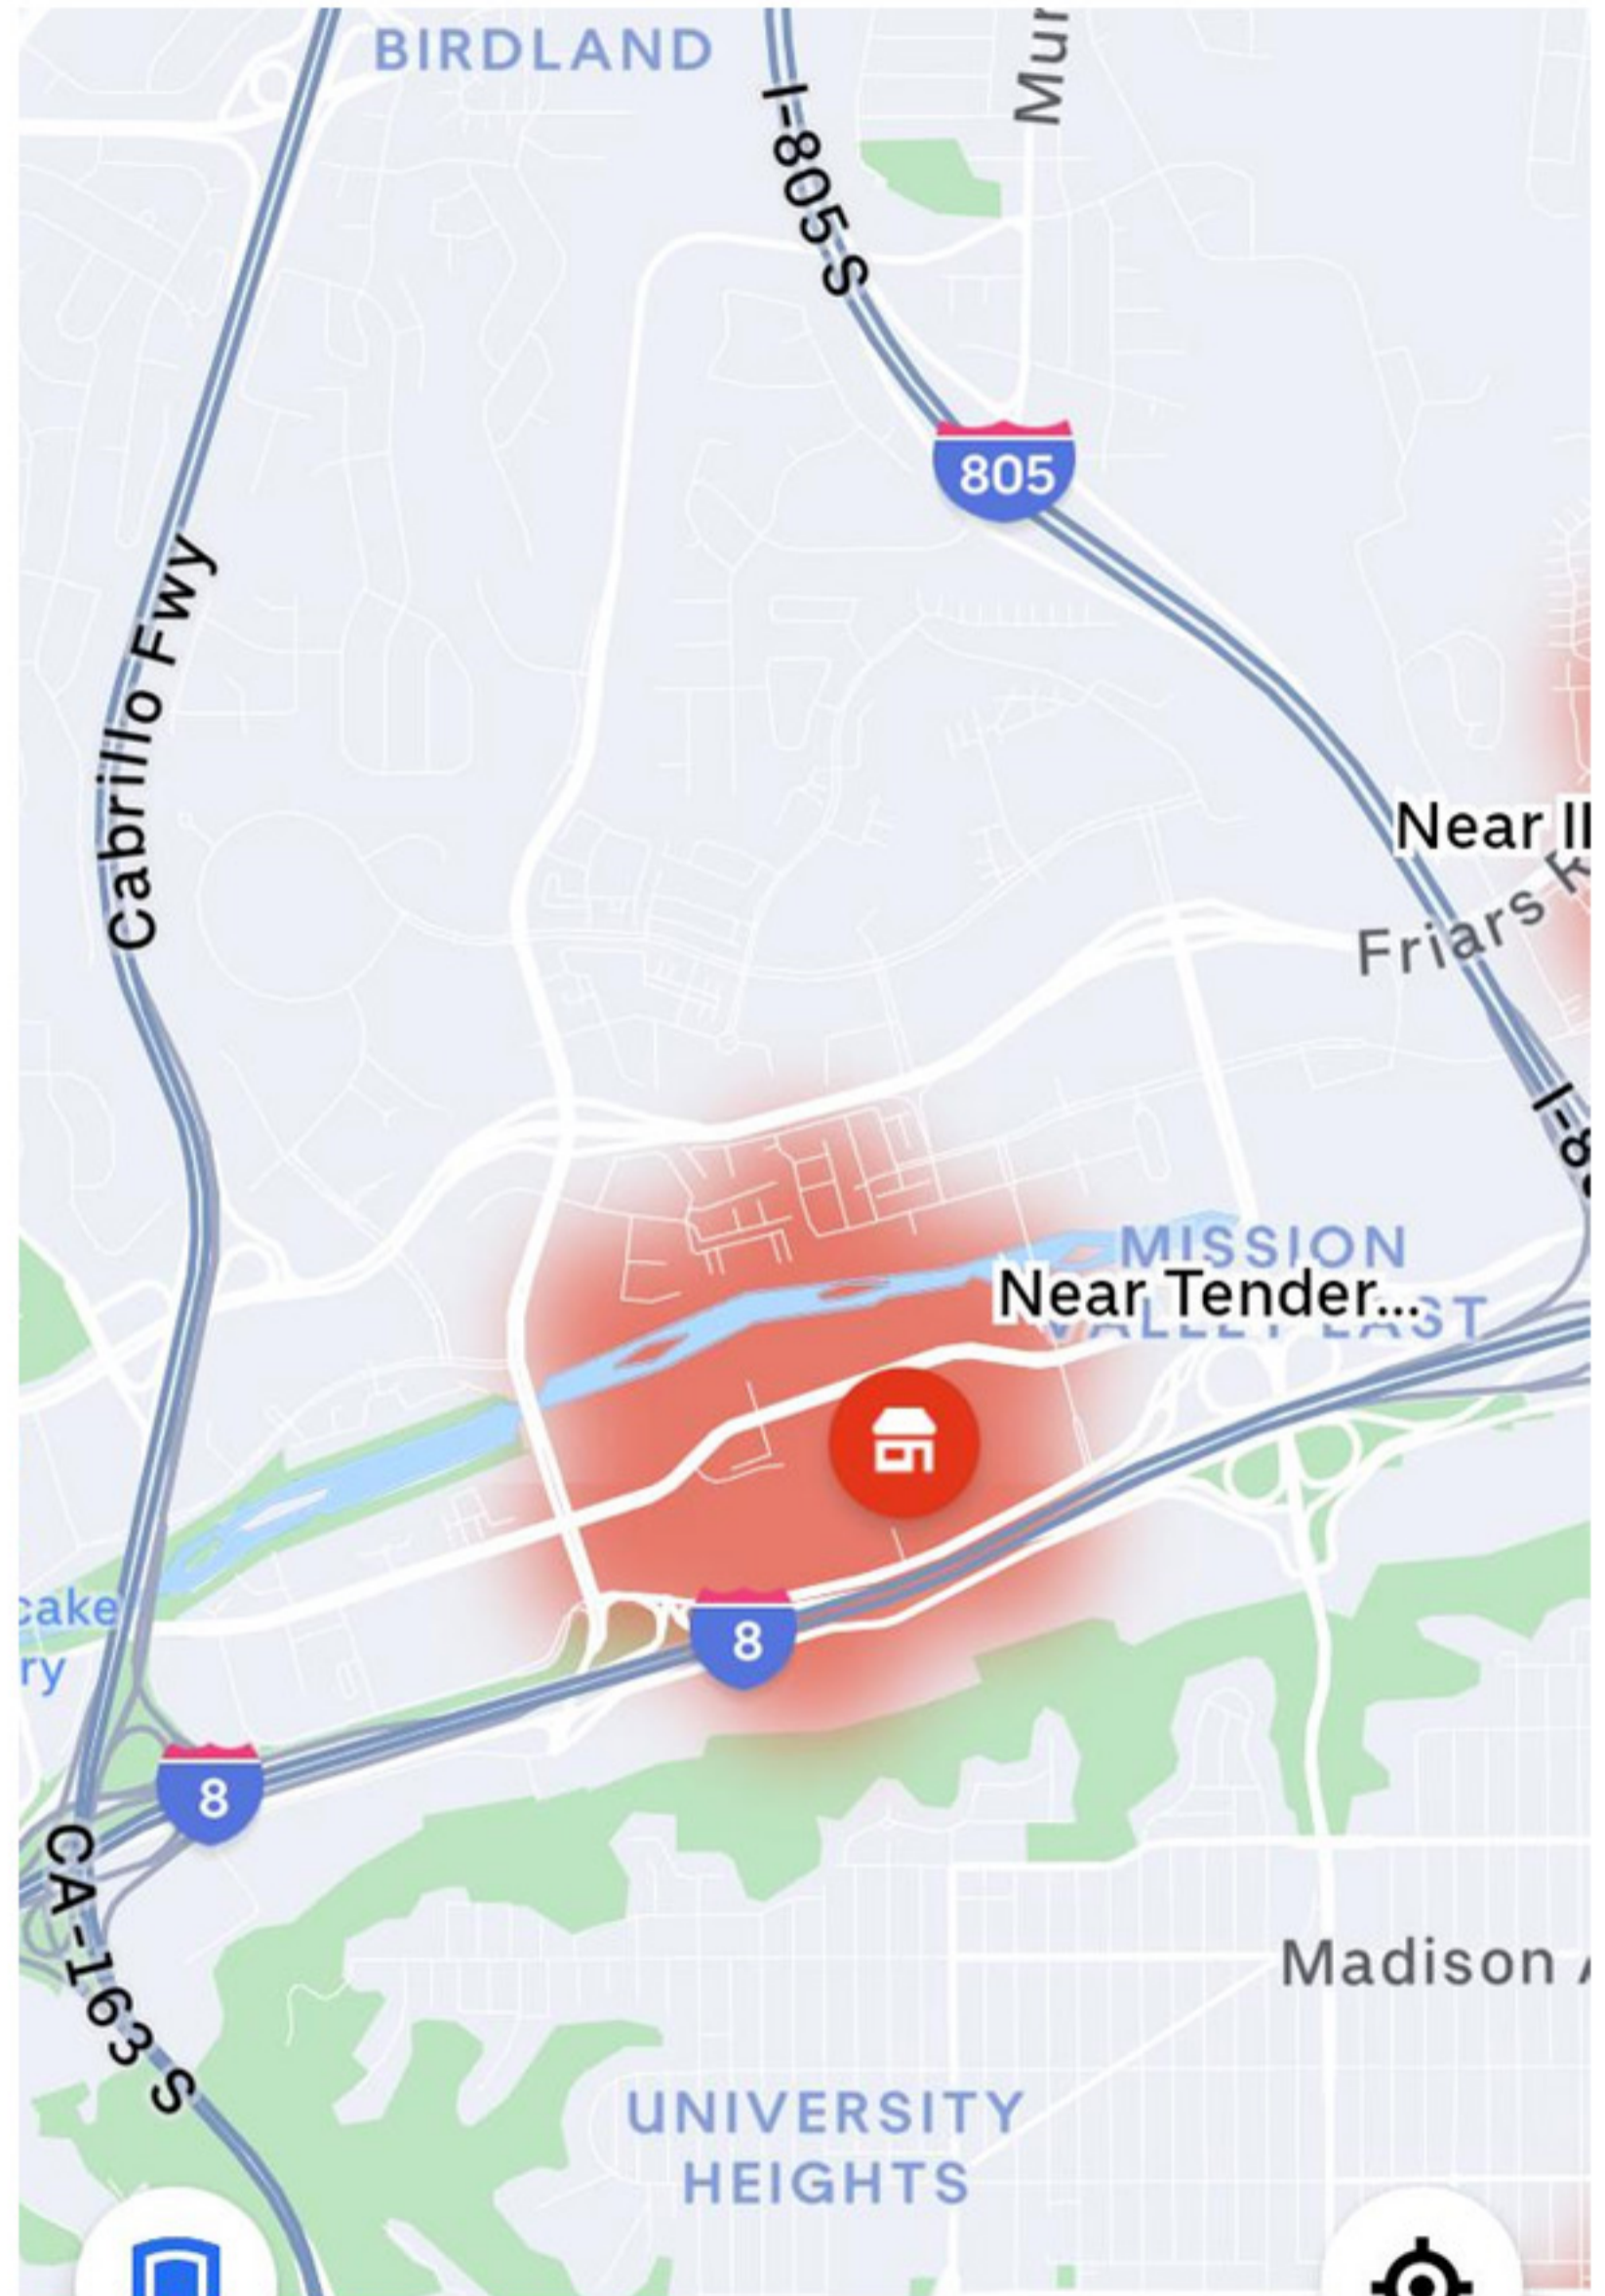 BIRDLAND
Mur
I-805 S
805
Cabrillo Fwy
Near
Friars
MISSION
Near Tender...
VALLEY EAST
cake
ry
8
8
CA-163 S
Madison
UNIVERSITY
HEIGHTS